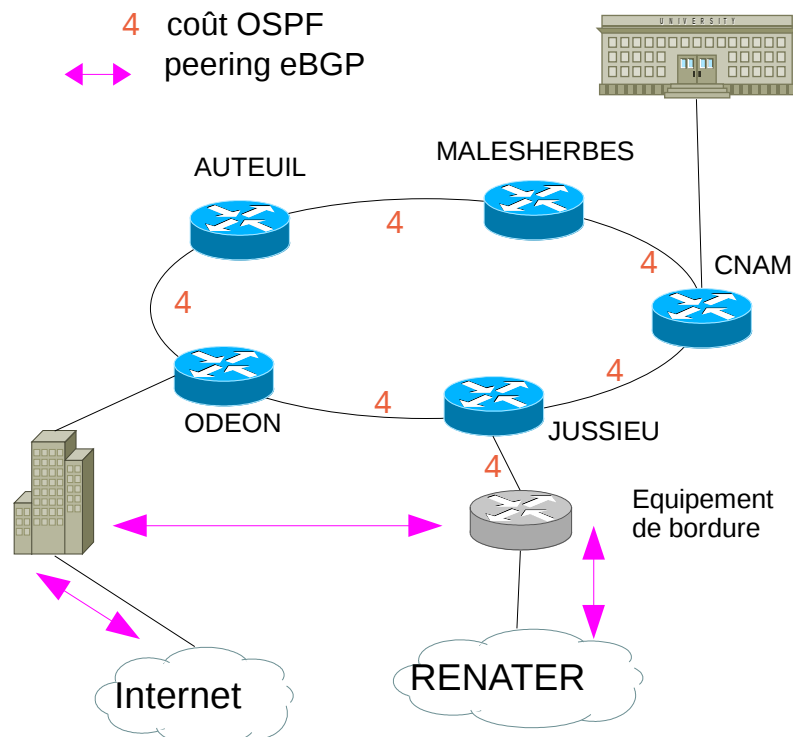 4 coût OSPF
peering eBGP
UNIVERSITY
MALESHERBES
AUTEUIL
4
4
CNAM
4
4
4
ODEON
JUSSIEU
4
Equipement
de bordure
Internet
RENATER